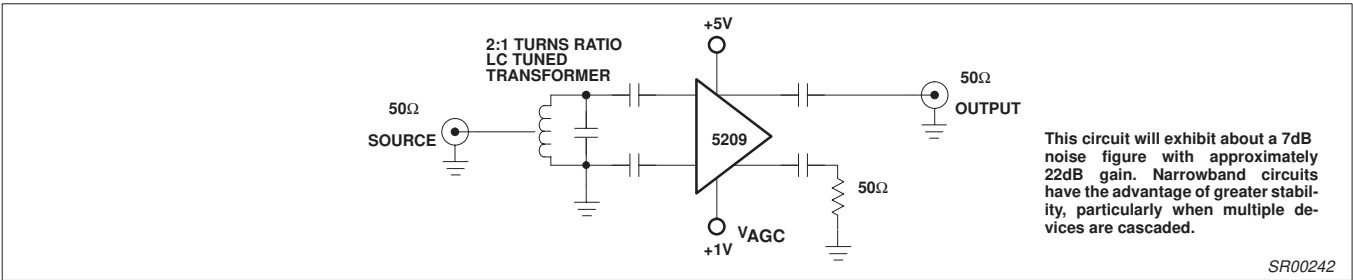 +5V
2:1 TURNS RATIO
LC TUNED
TRANSFORMER
50Ω
SOURCE
5209
50Ω
OUTPUT
50Ω
VAGC
+1V
This circuit will exhibit about a 7dB
noise figure with approximately
22dB gain. Narrowband circuits
have the advantage of greater stabil-
ity, particularly when multiple de-
vices are cascaded.
SR00242